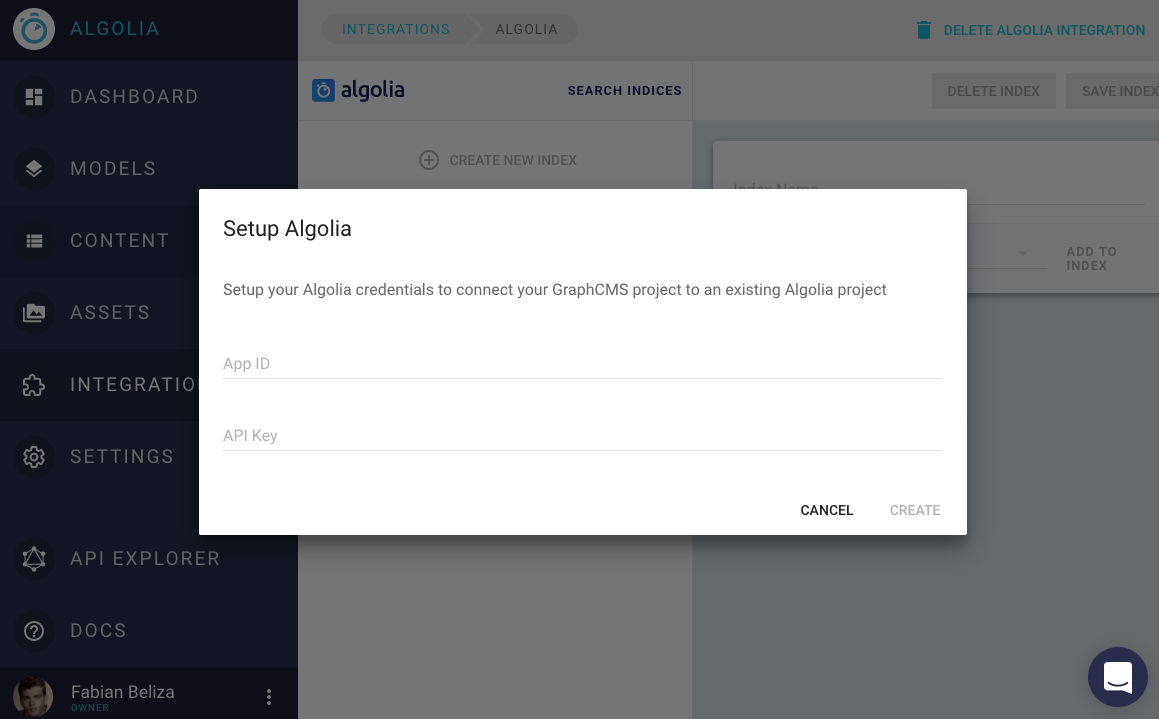 ALGOLIA
INTEGRATIONS
ALGOLIA
DELETE ALGOLIA INTEGRATION
DASHBOARD
MODELS
CONTENT
ASSETS
INTEGRATIO
SETTINGS
API EXPLORER
DOCS
Fabian Beliza
OWNER
algolia
SEARCH INDICES
DELETE INDEX
SAVE INDEX
CREATE NEW INDEX
Index Name
ADD TO
INDEX
Setup Algolia
Setup your Algolia credentials to connect your GraphCMS project to an existing Algolia project
App ID
API Key
CANCEL
CREATE